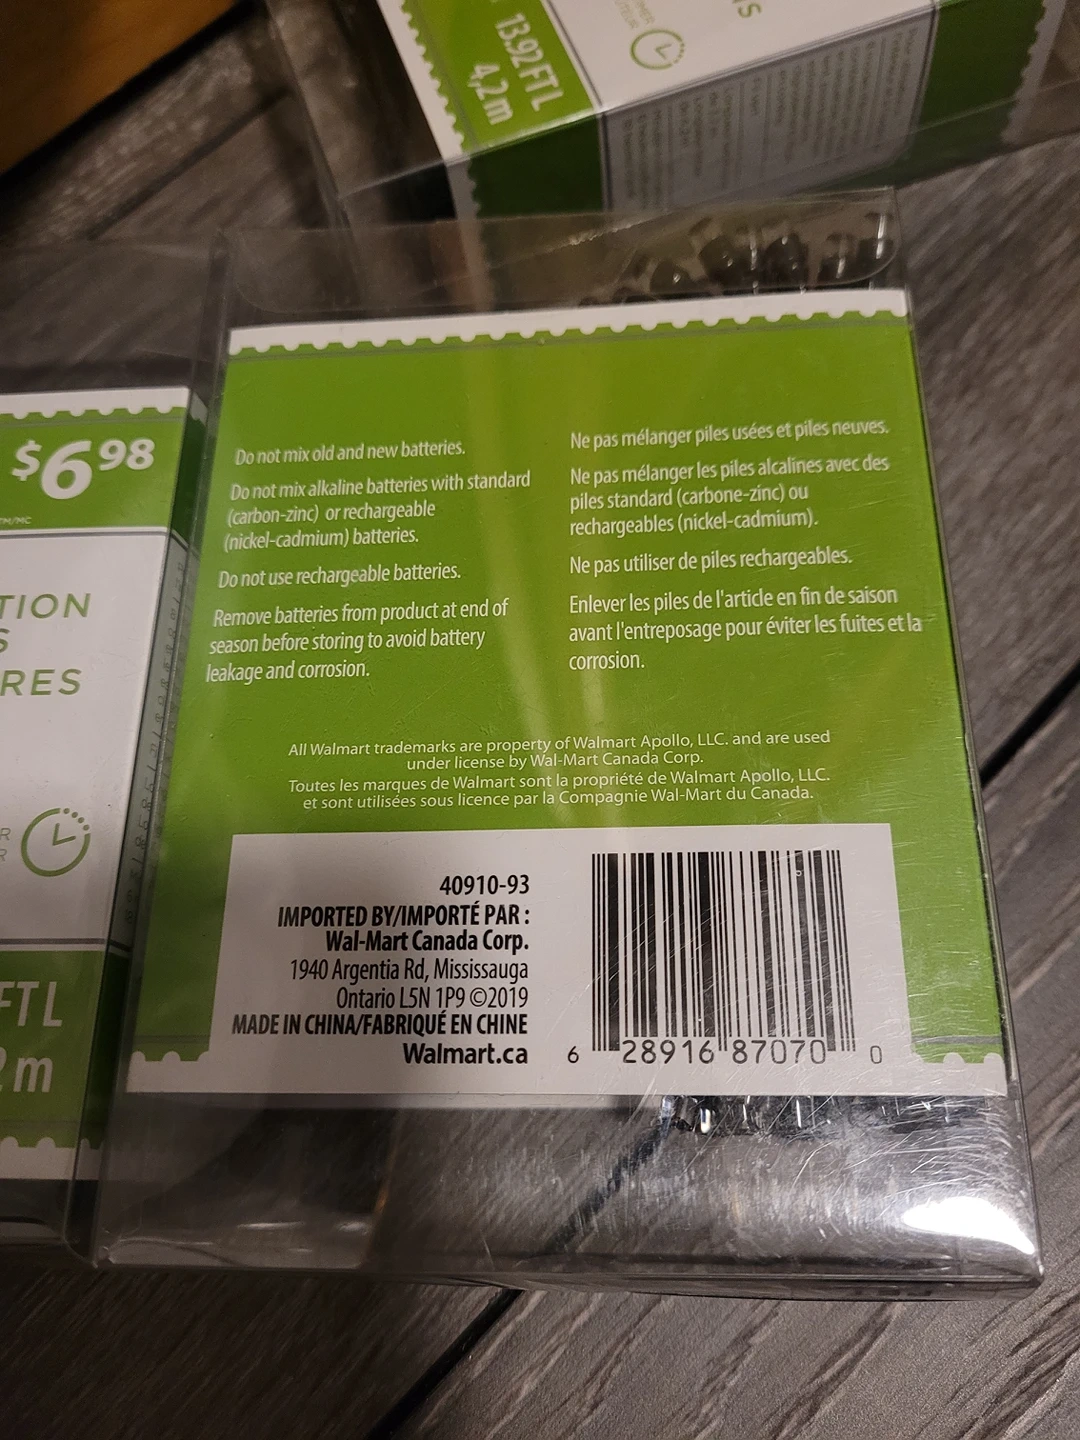 13.92 FT L
4,2 m
$6.98
TM/MC
TION
S
RES
FT L
2 m
Do not mix old and new batteries.
Do not mix alkaline batteries with standard
(carbon-zinc) or rechargeable
(nickel-cadmium) batteries.
Do not use rechargeable batteries.
Remove batteries from product at end of
season before storing to avoid battery
leakage and corrosion.
Ne pas mélanger piles usées et piles neuves.
Ne pas mélanger les piles alcalines avec des
piles standard (carbone-zinc) ou
rechargeables (nickel-cadmium).
Ne pas utiliser de piles rechargeables.
Enlever les piles de l'article en fin de saison
avant l'entreposage pour éviter les fuites et la
corrosion.
All Walmart trademarks are property of Walmart Apollo, LLC. and are used
under license by Wal-Mart Canada Corp.
Toutes les marques de Walmart sont la propriété de Walmart Apollo, LLC.
et sont utilisées sous licence par la Compagnie Wal-Mart du Canada.
40910-93
IMPORTED BY/IMPORTÉ PAR :
Wal-Mart Canada Corp.
1940 Argentia Rd, Mississauga
Ontario L5N 1P9 ©2019
MADE IN CHINA/FABRIQUÉ EN CHINE
Walmart.ca
6 28916 87070 0